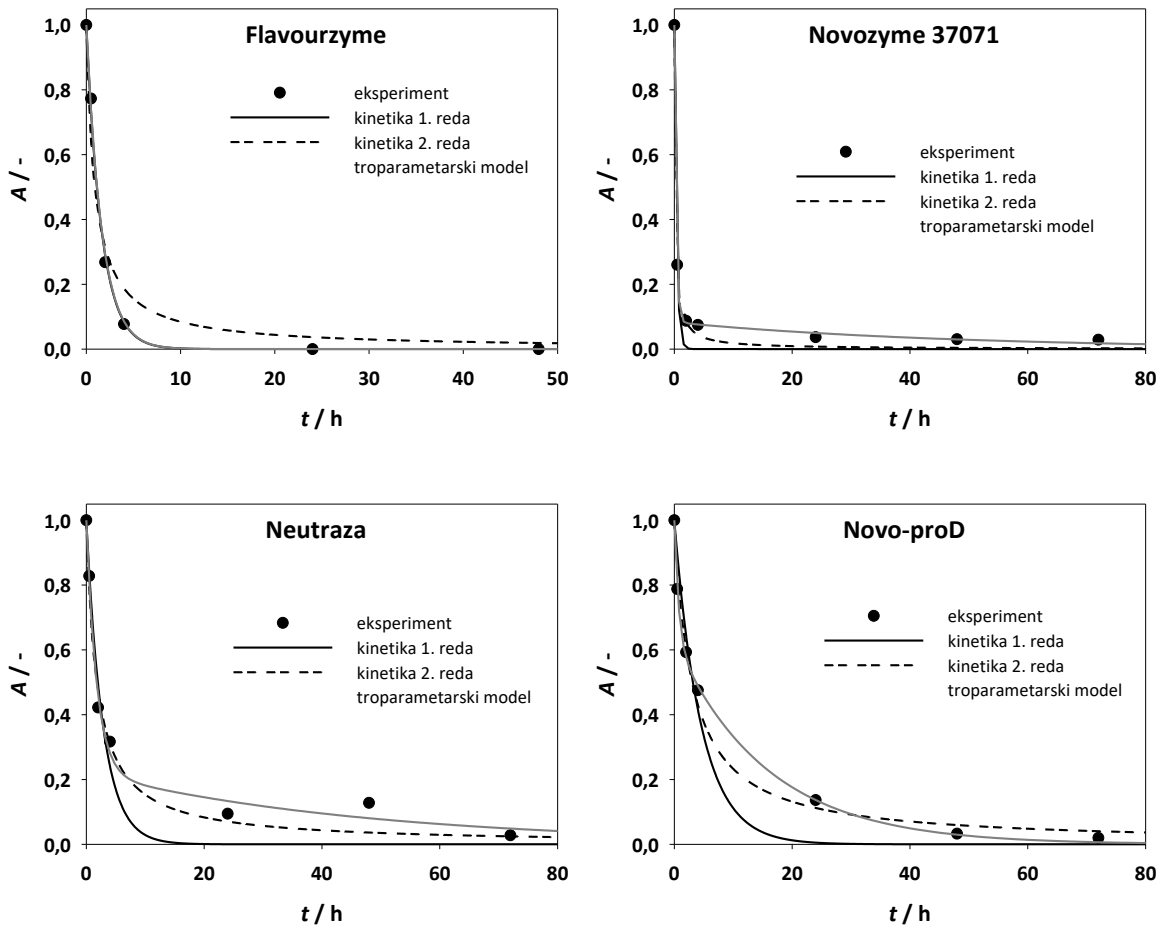 Flavourzyme
eksperiment
kinetika 1. reda
kinetika 2. reda
troparametarski model
A / -
1,0
0,8
0,6
0,4
0,2
0,0
0 10 20 30 40 50
t / h
Novozyme 37071
eksperiment
kinetika 1. reda
kinetika 2. reda
troparametarski model
A / -
1,0
0,8
0,6
0,4
0,2
0,0
0 20 40 60 80
t / h
Neutraza
eksperiment
kinetika 1. reda
kinetika 2. reda
troparametarski model
A / -
1,0
0,8
0,6
0,4
0,2
0,0
0 20 40 60 80
t / h
Novo-proD
eksperiment
kinetika 1. reda
kinetika 2. reda
troparametarski model
A / -
1,0
0,8
0,6
0,4
0,2
0,0
0 20 40 60 80
t / h